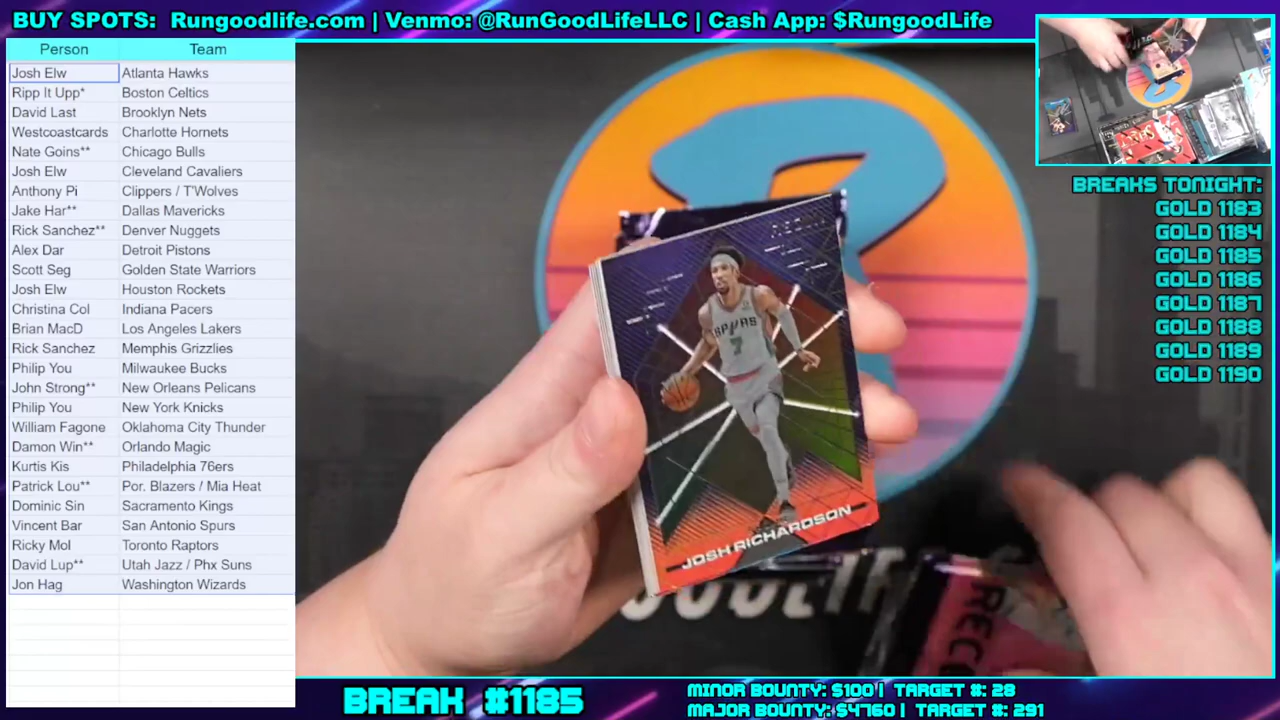 BUY SPOTS: Rungoodlife.com | Venmo: @RunGoodLifeLLC | Cash App: $RungoodLife
Person Team
Josh Elw Atlanta Hawks
Ripp It Upp* Boston Celtics
David Last Brooklyn Nets
Westcoastcards Charlotte Hornets
Nate Goins** Chicago Bulls
Josh Elw Cleveland Cavaliers
Anthony Pi Clippers / T'Wolves
Jake Har** Dallas Mavericks
Rick Sanchez** Denver Nuggets
Alex Dar Detroit Pistons
Scott Seg Golden State Warriors
Josh Elw Houston Rockets
Christina Col Indiana Pacers
Brian MacD Los Angeles Lakers
Rick Sanchez Memphis Grizzlies
Philip You Milwaukee Bucks
John Strong** New Orleans Pelicans
Philip You New York Knicks
William Fagone Oklahoma City Thunder
Damon Win** Orlando Magic
Kurtis Kis Philadelphia 76ers
Patrick Lou** Por. Blazers / Mia Heat
Dominic Sin Sacramento Kings
Vincent Bar San Antonio Spurs
Ricky Mol Toronto Raptors
David Lup** Utah Jazz / Phx Suns
Jon Hag Washington Wizards
RECON
SPURS
7
JOSH RICHARDSON
RECO
BREAKS TONIGHT:
GOLD 1183
GOLD 1184
GOLD 1185
GOLD 1186
GOLD 1187
GOLD 1188
GOLD 1189
GOLD 1190
BREAK #1185
MINOR BOUNTY: $100 | TARGET #: 28
MAJOR BOUNTY: $4760 | TARGET #: 291